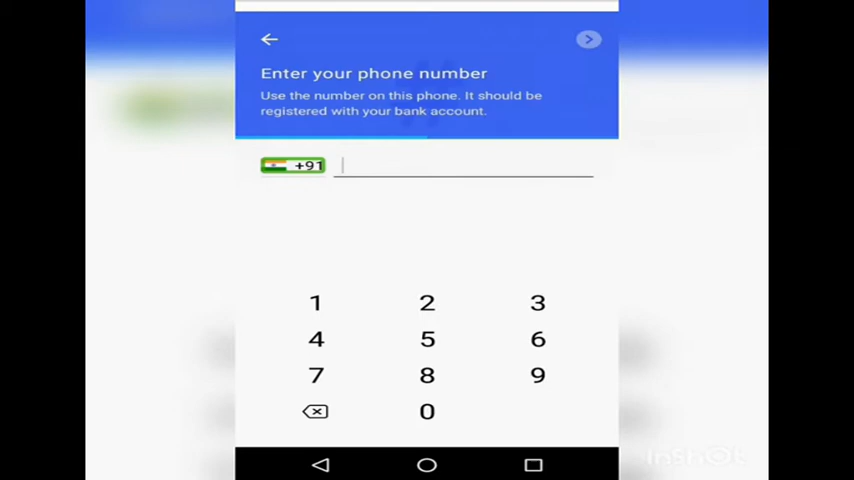 Enter your phone number
Use the number on this phone. It should be
registered with your bank account.
+91
1 2 3
4 5 6
7 8 9
0
InShOt